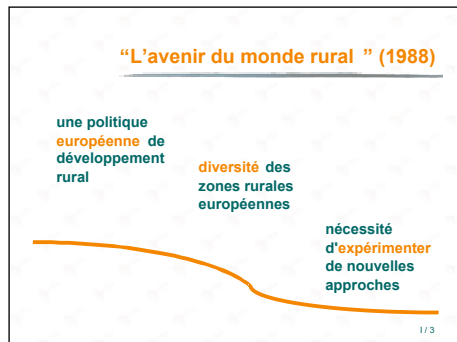 “L’avenir du monde rural ” (1988)
une politique
européenne de
développement
rural
diversité des
zones rurales
européennes
nécessité
d'expérimenter
de nouvelles
approches
I / 3